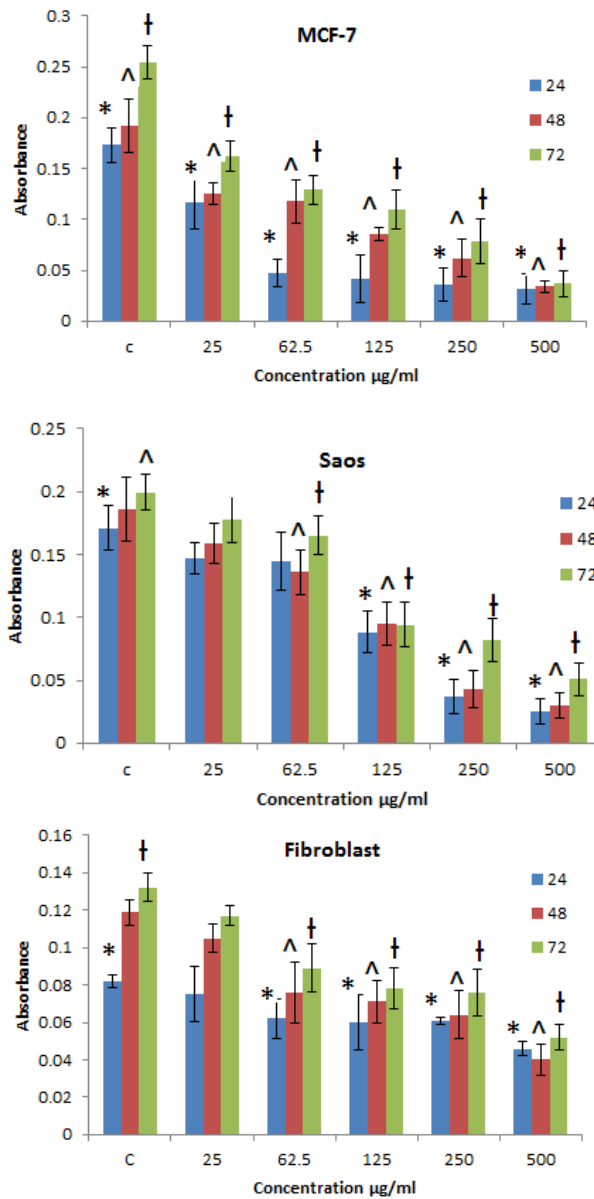 MCF-7
Absorbance
0.3
0.25
0.2
0.15
0.1
0.05
0
* ^ ƚ
* ^ ƚ
* ^ ƚ
* ^ ƚ
* ^ ƚ
* ^ ƚ
24
48
72
c 25 62.5 125 250 500
Concentration µg/ml
Saos
Absorbance
0.25
0.2
0.15
0.1
0.05
0
* ^
^ ƚ
* ^ ƚ
* ^ ƚ
* ^ ƚ
24
48
72
c 25 62.5 125 250 500
Concentration µg/ml
Fibroblast
Absorbance
0.16
0.14
0.12
0.1
0.08
0.06
0.04
0.02
0
* ƚ
* ^ ƚ
* ^ ƚ
* ^ ƚ
* ^ ƚ
24
48
72
C 25 62.5 125 250 500
Concentration µg/ml